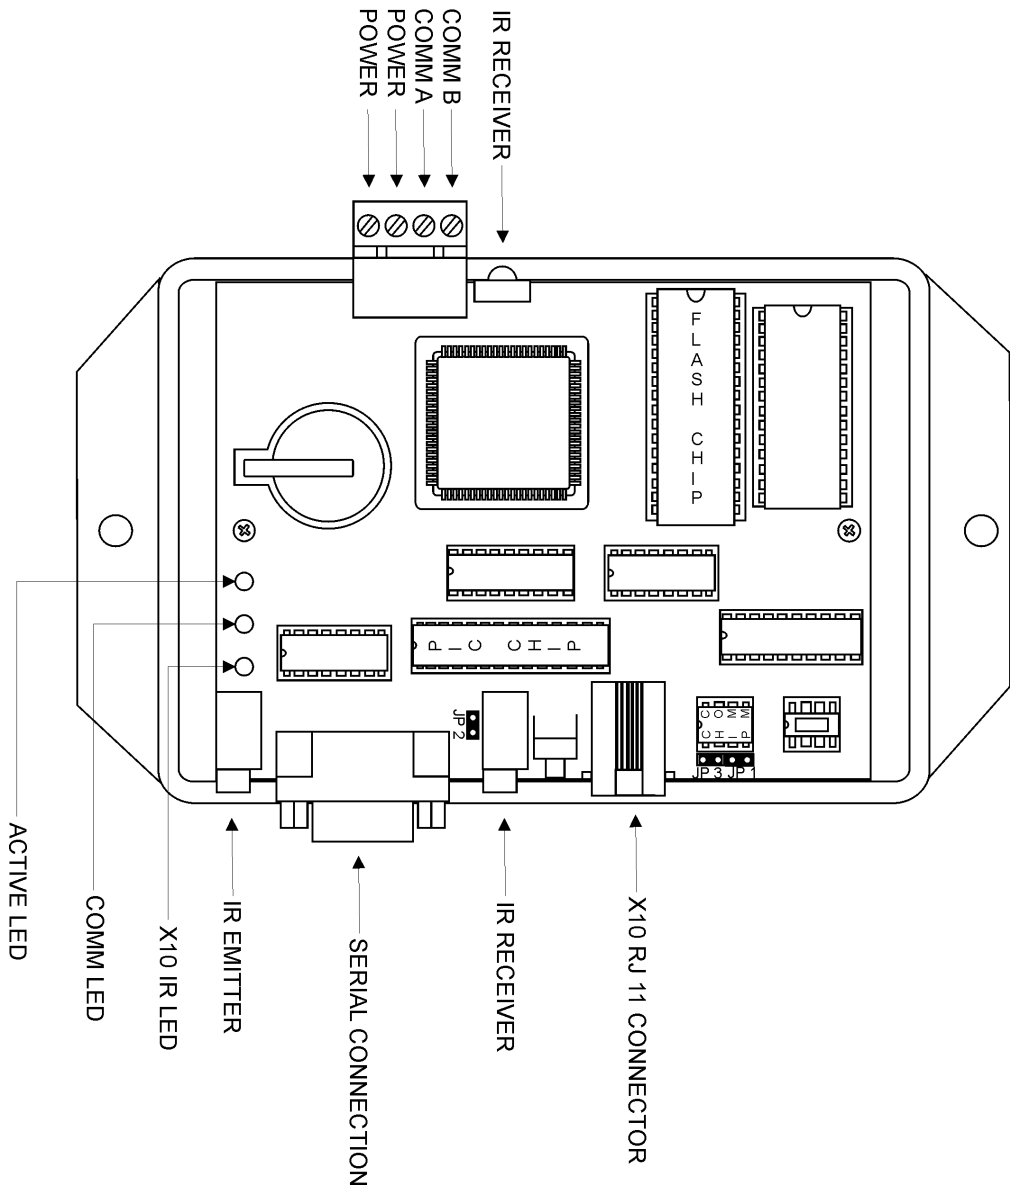 POWER
POWER
COMM A
COMM B
IR RECEIVER
FLASH CHIP
PIC CHIP
JP 2
COMM
CHIP
JP 3
JP 1
ACTIVE LED
COMM LED
X10 IR LED
IR EMITTER
SERIAL CONNECTION
IR RECEIVER
X10 RJ 11 CONNECTOR